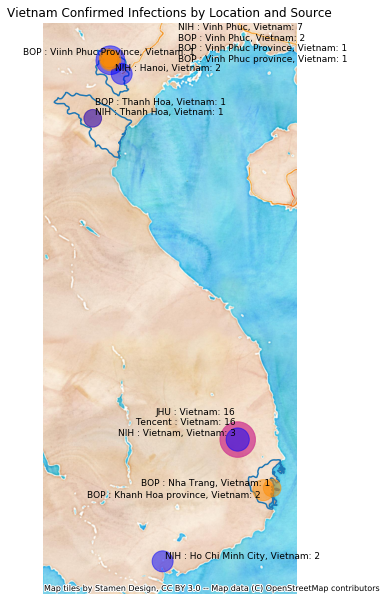 Vietnam Confirmed Infections by Location and Source
NIH : Vinh Phuc, Vietnam: 7
BOP : Vinh Phuc, Vietnam: 2
BOP : Vinh Phuc Province, Vietnam: 1
BOP : Viinh Phuc Province, Vietnam: 1
BOP : Vinh Phuc province, Vietnam: 1
NIH : Hanoi, Vietnam: 2
BOP : Thanh Hoa, Vietnam: 1
NIH : Thanh Hoa, Vietnam: 1
JHU : Vietnam: 16
Tencent : Vietnam: 16
NIH : Vietnam, Vietnam: 3
BOP : Nha Trang, Vietnam: 1
BOP : Khanh Hoa province, Vietnam: 2
NIH : Ho Chi Minh City, Vietnam: 2
Map tiles by Stamen Design, CC BY 3.0 -- Map data (C) OpenStreetMap contributors